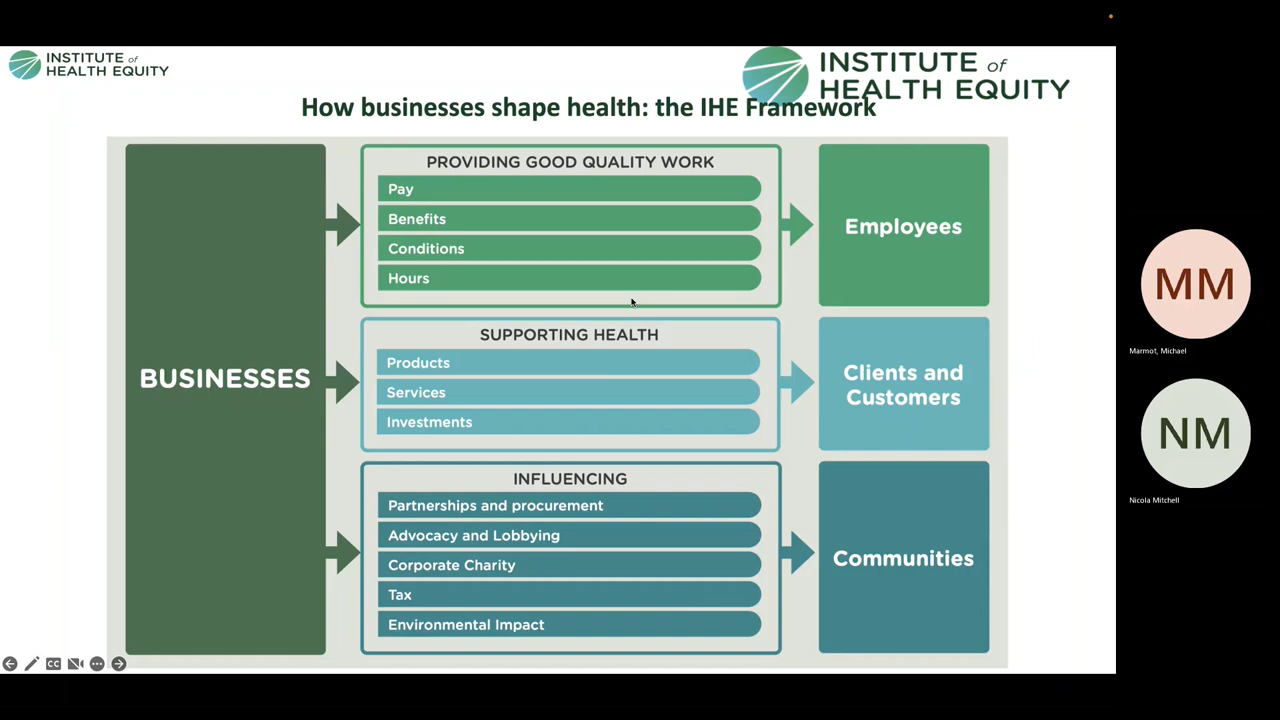 INSTITUTE of
HEALTH EQUITY
INSTITUTE of
HEALTH EQUITY
How businesses shape health: the IHE Framework
BUSINESSES
PROVIDING GOOD QUALITY WORK
Pay
Benefits
Conditions
Hours
Employees
SUPPORTING HEALTH
Products
Services
Investments
Clients and
Customers
INFLUENCING
Partnerships and procurement
Advocacy and Lobbying
Corporate Charity
Tax
Environmental Impact
Communities
CC
MM
Marmot, Michael
NM
Nicola Mitchell